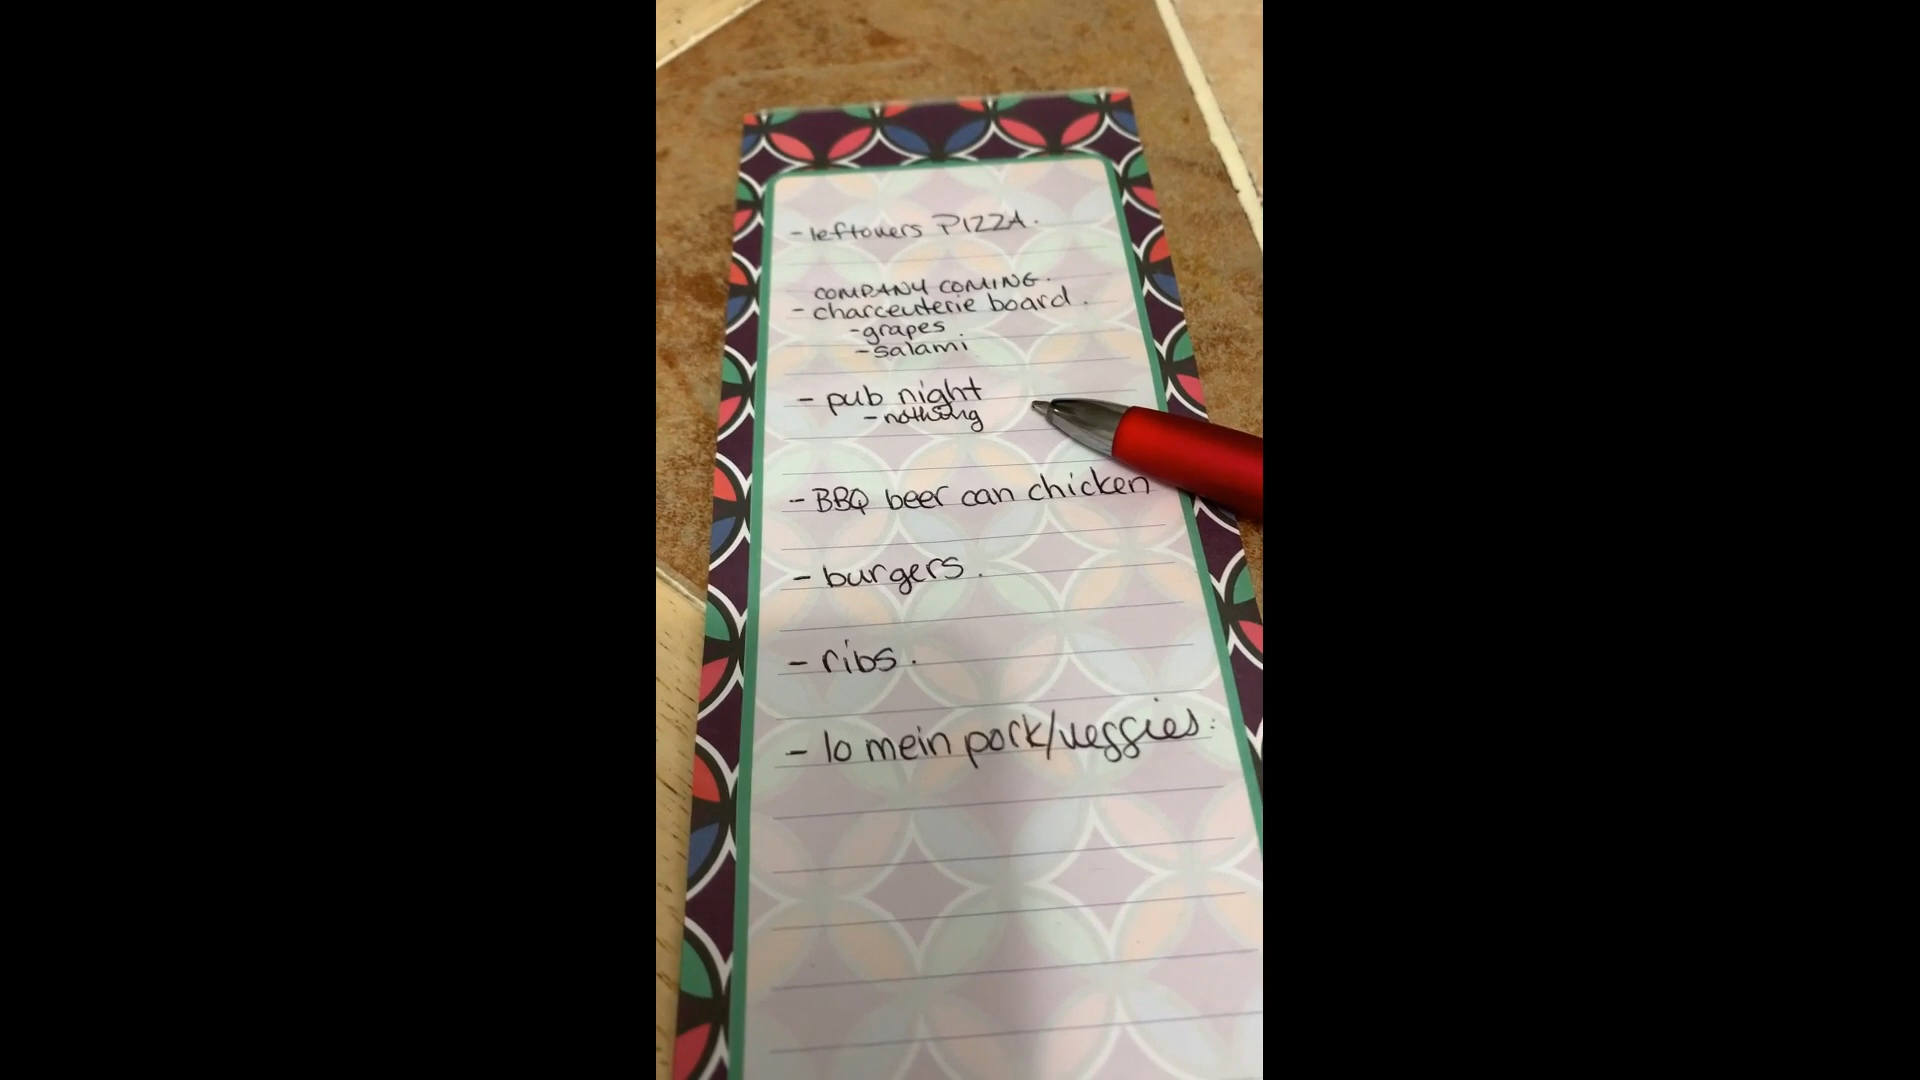 - leftovers PIZZA.
COMPANY COMING.
- charceuterie board.
- grapes
- salami
- pub night
- nothing
- BBQ beer can chicken
- burgers.
- ribs.
- lo mein pork/veggies.